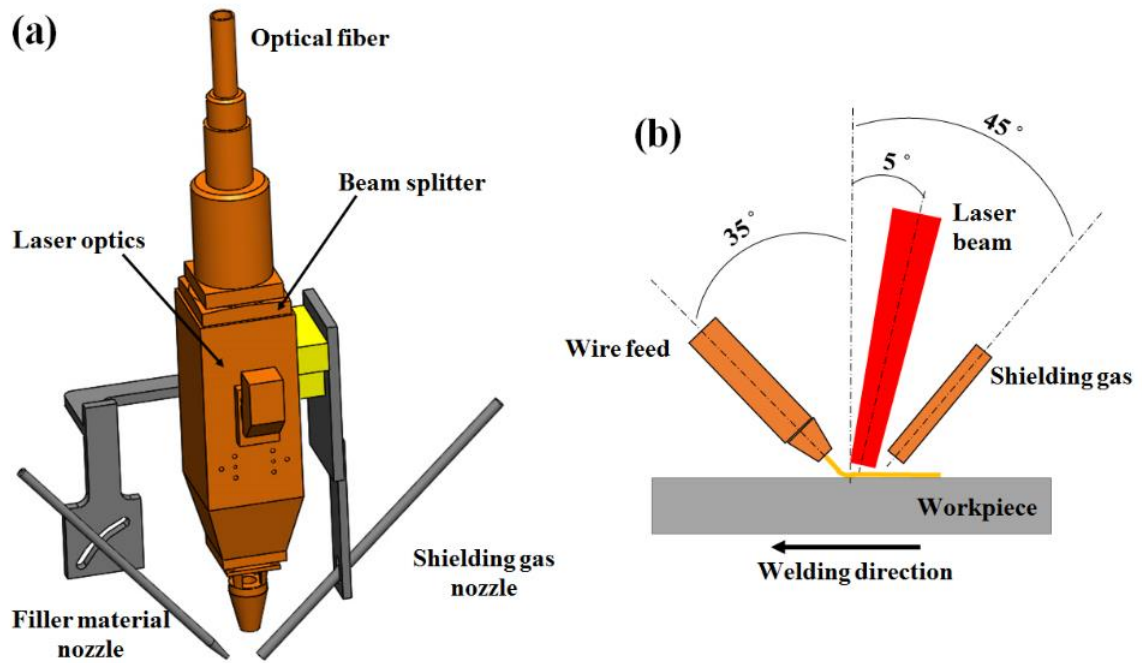 (a)
Optical fiber
Beam splitter
Laser optics
Shielding gas
nozzle
Filler material
nozzle
(b)
45°
5°
35°
Laser
beam
Wire feed
Shielding gas
Workpiece
Welding direction